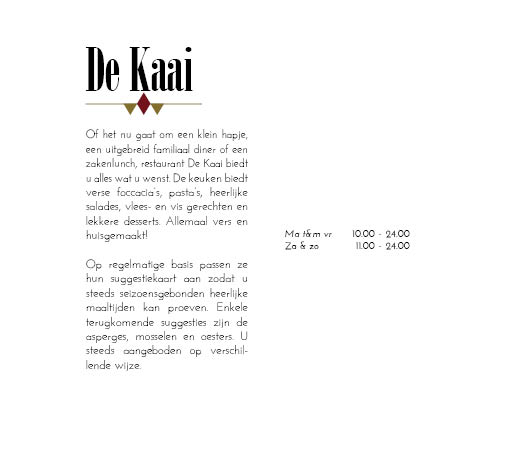 De Kaai
Of het nu gaat om een klein hapje,
een uitgebreid familiaal diner of een
zakenlunch, restaurant De Kaai biedt
u alles wat u wenst. De keuken biedt
verse foccacia's, pasta's, heerlijke
salades, vlees- en vis gerechten en
lekkere desserts. Allemaal vers en
huisgemaakt!
Op regelmatige basis passen ze
hun suggestiekaart aan zodat u
steeds seizoensgebonden heerlijke
maaltijden kan proeven. Enkele
terugkomende suggesties zijn de
asperges, mosselen en oesters. U
steeds aangeboden op verschil-
lende wijze.
Ma t&m vr 10.00 - 24.00
Za & zo 11.00 - 24.00